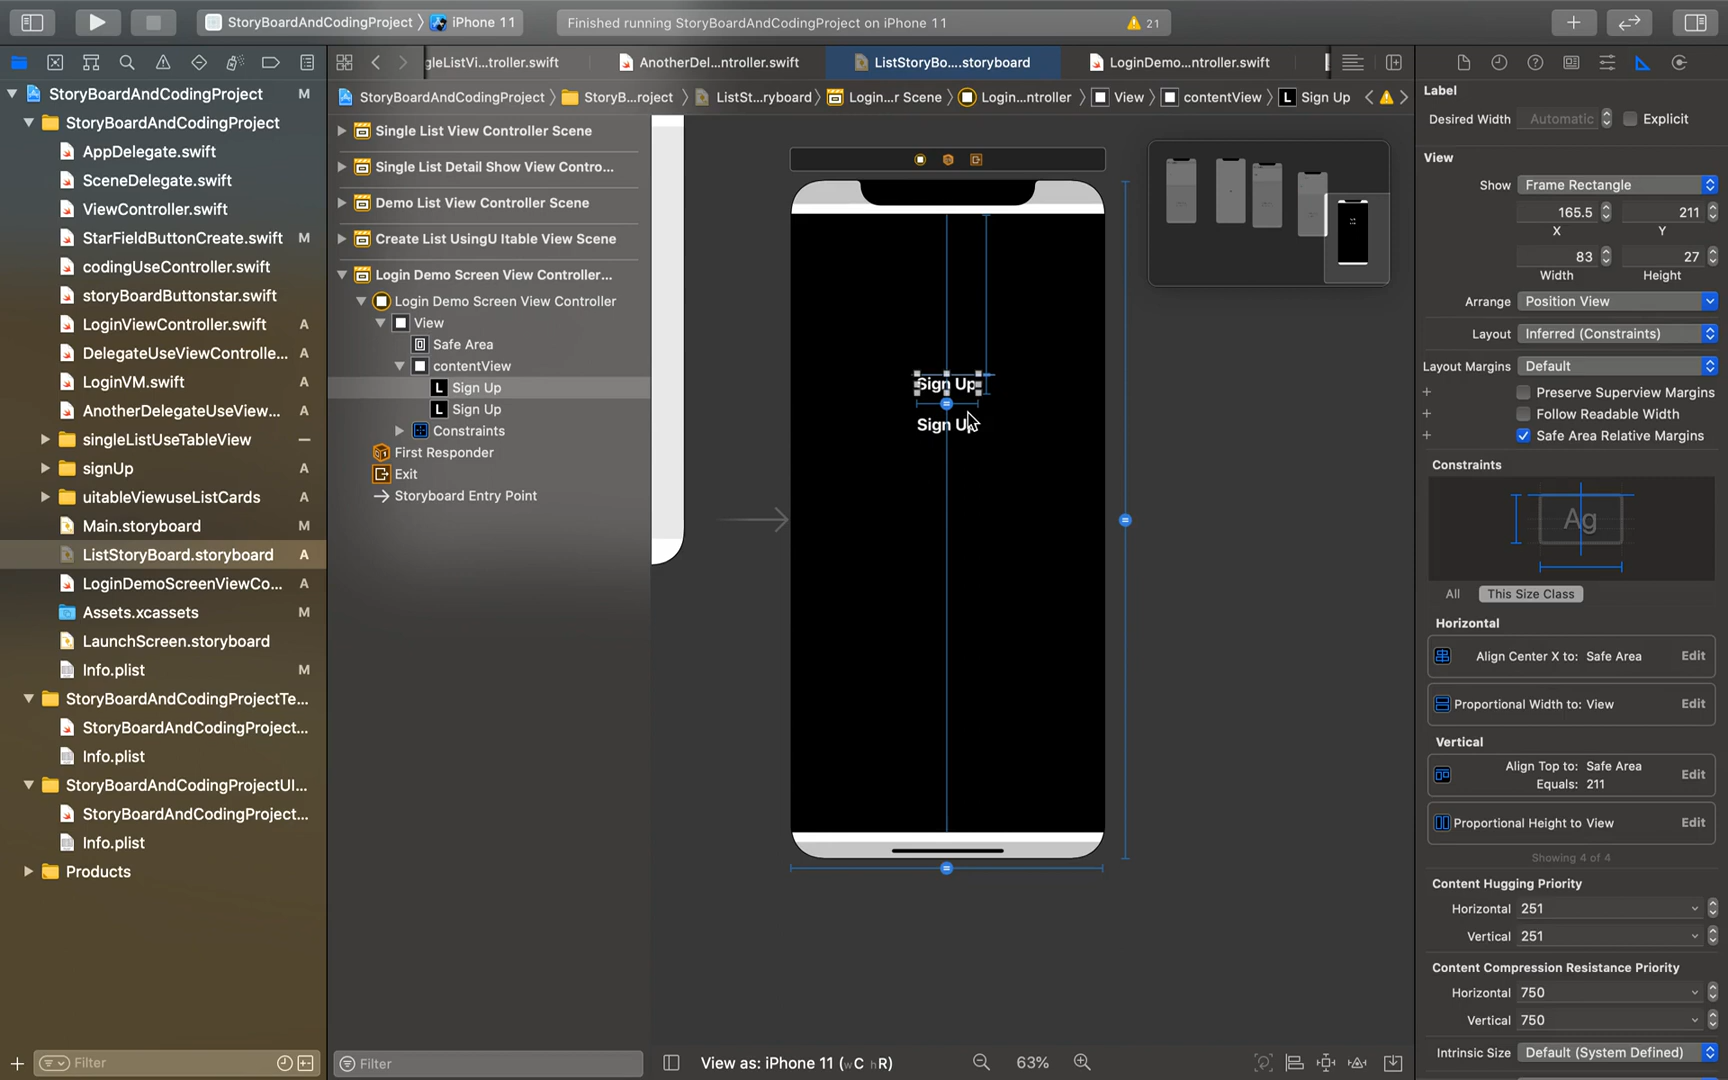 StoryBoardAndCodingProject
iPhone 11
Finished running StoryBoardAndCodingProject on iPhone 11
21
gleListVi...troller.swift
AnotherDel...ntroller.swift
ListStoryBo....storyboard
LoginDemo...ntroller.swift
StoryBoardAndCodingProject
StoryB...roject
ListSt...ryboard
Login...r Scene
Login...ntroller
View
contentView
L Sign Up
StoryBoardAndCodingProject M
StoryBoardAndCodingProject
AppDelegate.swift
SceneDelegate.swift
ViewController.swift
StarFieldButtonCreate.swift M
codingUseController.swift
storyBoardButtonstar.swift
LoginViewController.swift A
DelegateUseViewControlle... A
LoginVM.swift A
AnotherDelegateUseView... A
singleListUseTableView
signUp A
uitableViewuseListCards A
Main.storyboard M
ListStoryBoard.storyboard A
LoginDemoScreenViewCo... A
Assets.xcassets M
LaunchScreen.storyboard
Info.plist M
StoryBoardAndCodingProjectTe...
StoryBoardAndCodingProject...
Info.plist
StoryBoardAndCodingProjectUI...
StoryBoardAndCodingProject...
Info.plist
Products
Filter
Single List View Controller Scene
Single List Detail Show View Contro...
Demo List View Controller Scene
Create List UsingU Itable View Scene
Login Demo Screen View Controller...
Login Demo Screen View Controller
View
Safe Area
contentView
L Sign Up
L Sign Up
Constraints
First Responder
Exit
Storyboard Entry Point
Filter
Sign Up
Sign Up
View as: iPhone 11 (wC hR)
63%
Label
Desired Width Automatic Explicit
View
Show Frame Rectangle
165.5 211
X Y
83 27
Width Height
Arrange Position View
Layout Inferred (Constraints)
Layout Margins Default
Preserve Superview Margins
Follow Readable Width
Safe Area Relative Margins
Constraints
Ag
All This Size Class
Horizontal
Align Center X to: Safe Area Edit
Proportional Width to: View Edit
Vertical
Align Top to: Safe Area Edit
Equals: 211
Proportional Height to View Edit
Showing 4 of 4
Content Hugging Priority
Horizontal 251
Vertical 251
Content Compression Resistance Priority
Horizontal 750
Vertical 750
Intrinsic Size Default (System Defined)